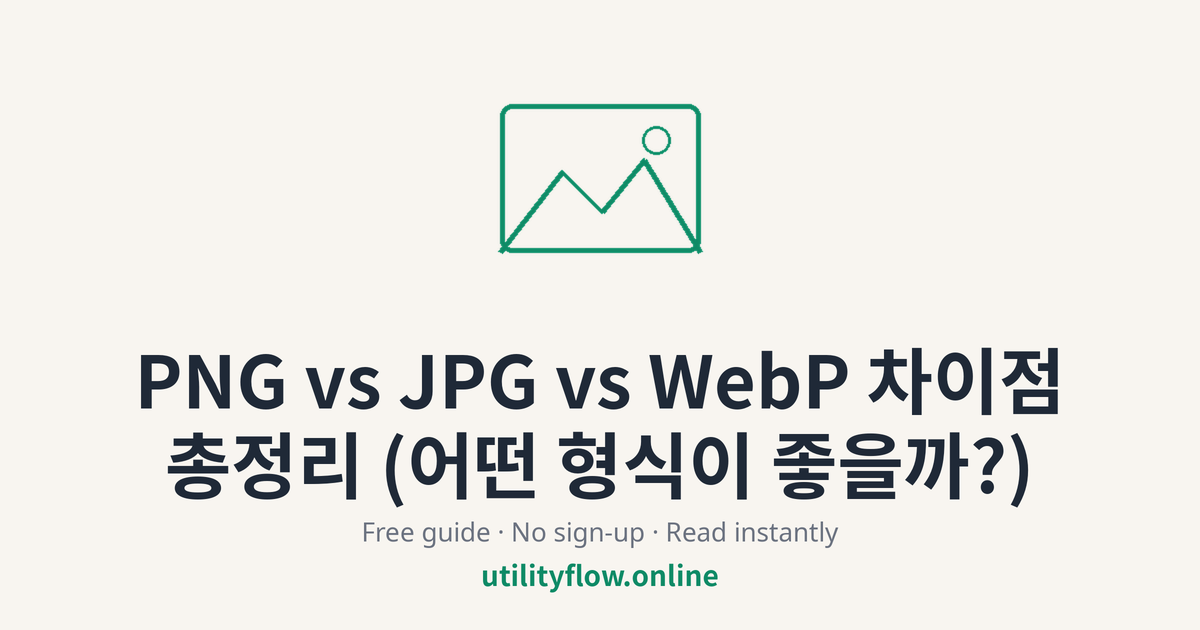 PNG vs JPG vs WebP 차이점
총정리 (어떤 형식이 좋을까?)
Free guide · No sign-up · Read instantly
utilityflow.online